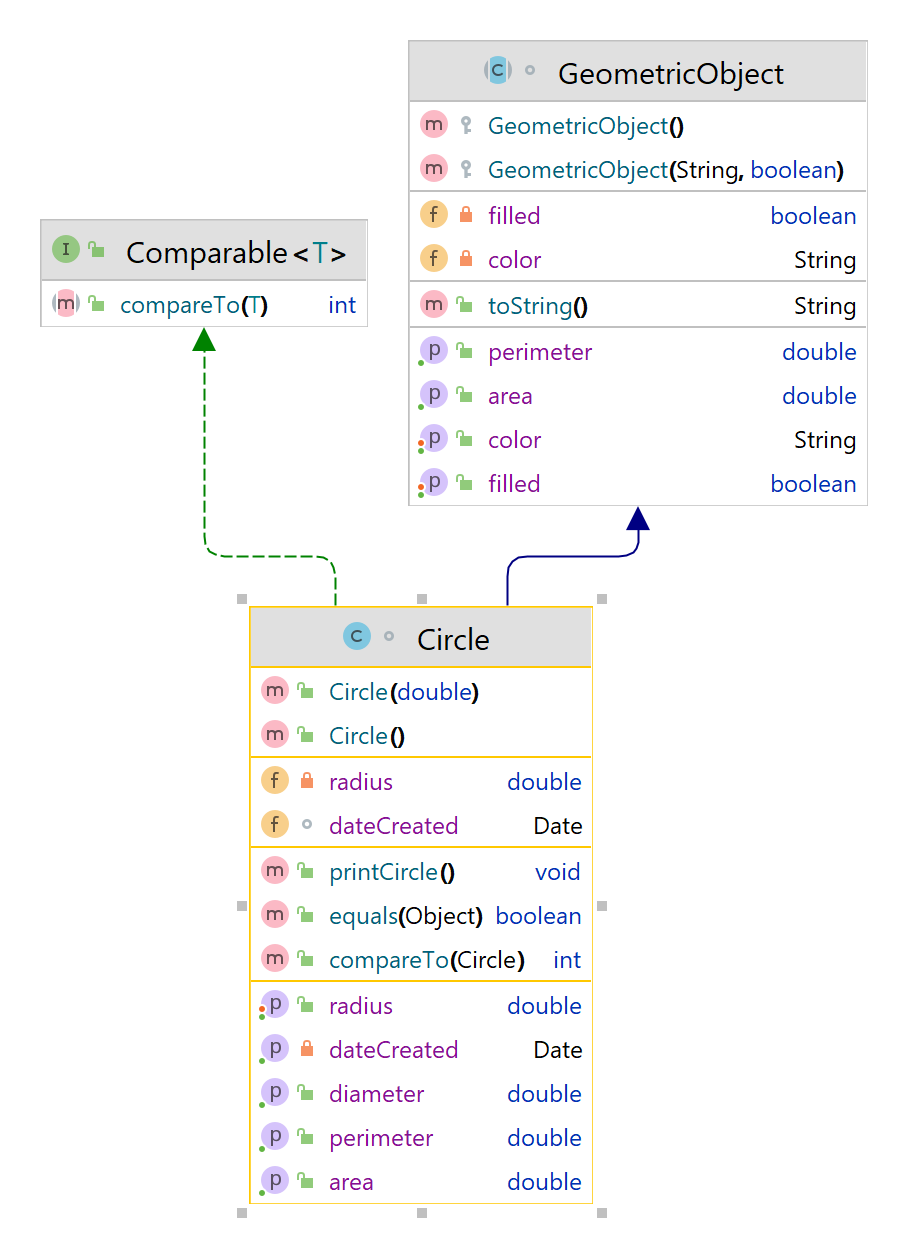 C GeometricObject
m GeometricObject()
m GeometricObject(String, boolean)
f filled boolean
f color String
m toString() String
p perimeter double
p area double
p color String
p filled boolean
I Comparable<T>
m compareTo(T) int
C Circle
m Circle(double)
m Circle()
f radius double
f dateCreated Date
m printCircle() void
m equals(Object) boolean
m compareTo(Circle) int
p radius double
p dateCreated Date
p diameter double
p perimeter double
p area double